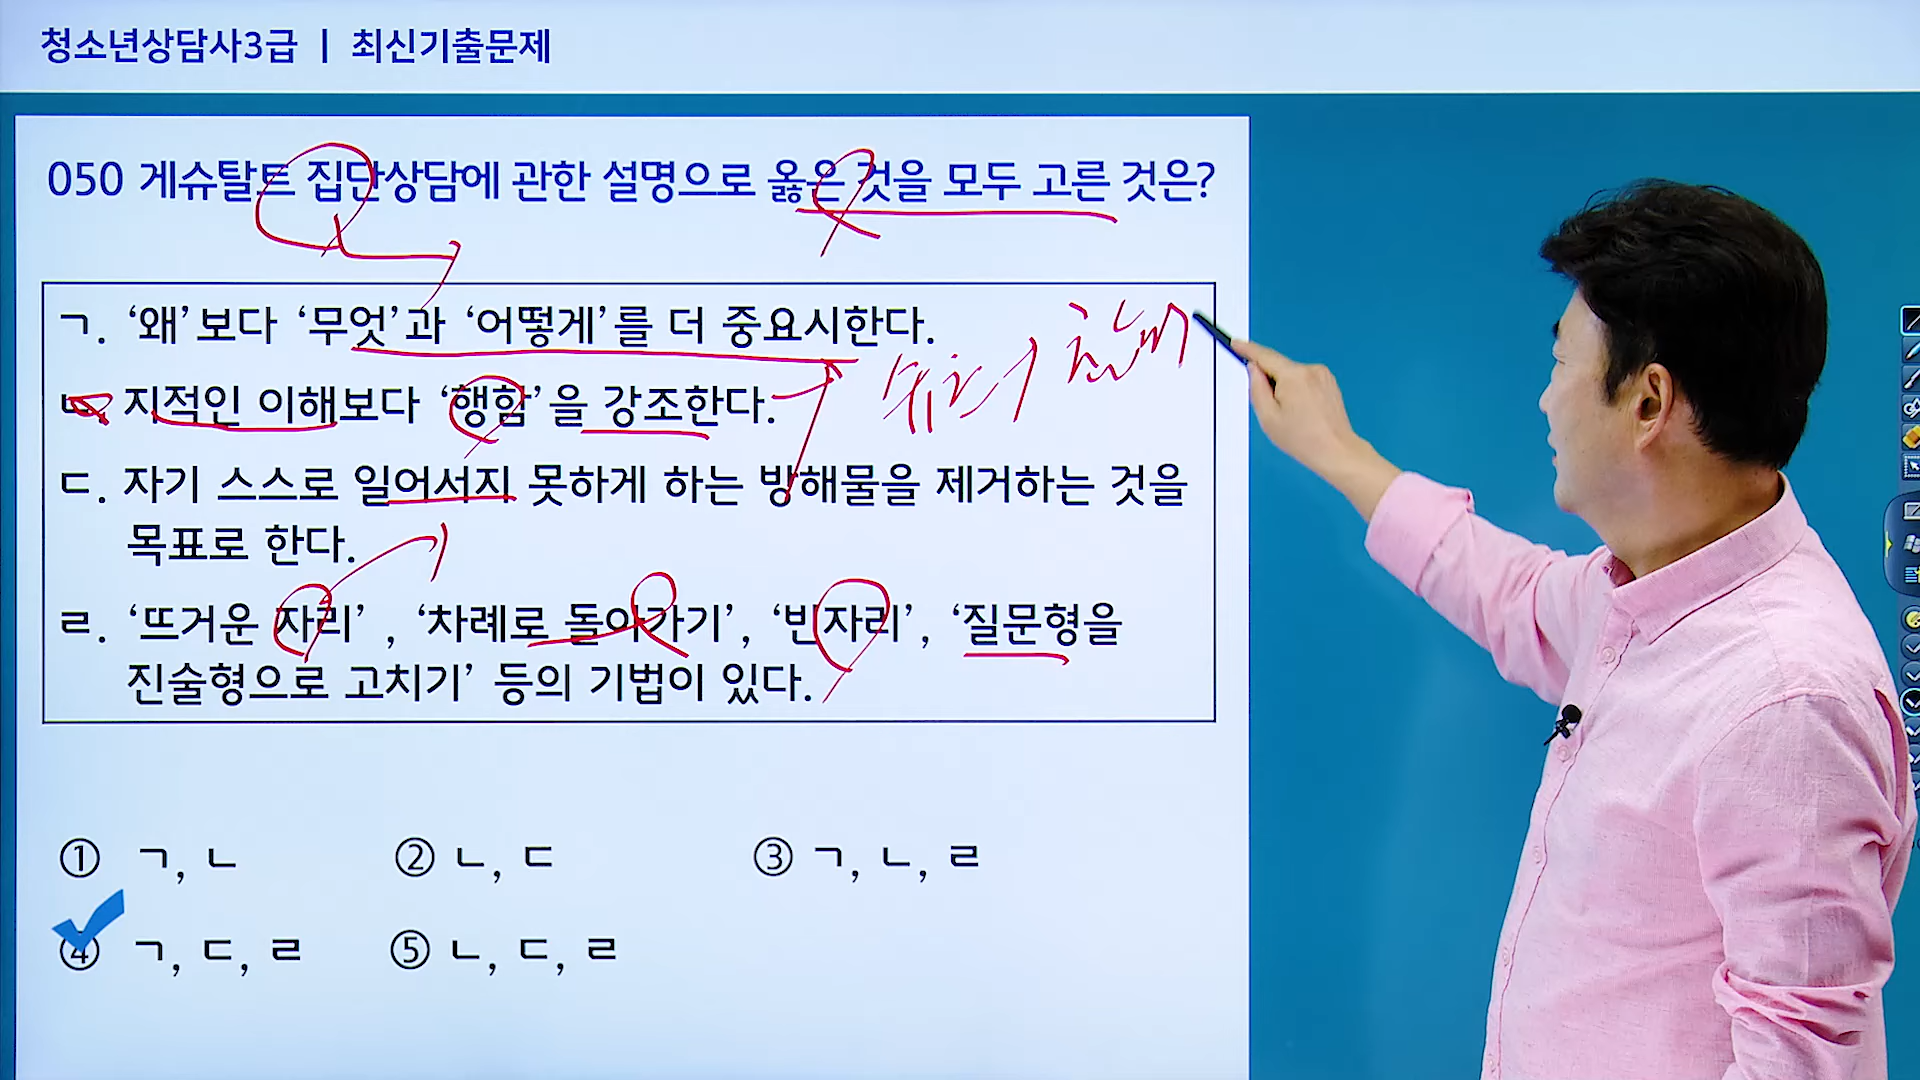 청소년상담사3급 | 최신기출문제
050 게슈탈트 집단상담에 관한 설명으로 옳은 것을 모두 고른 것은?
ㄱ. ‘왜’보다 ‘무엇’과 ‘어떻게’를 더 중요시한다.
ㄴ. 지적인 이해보다 ‘행함’을 강조한다.
ㄷ. 자기 스스로 일어서지 못하게 하는 방해물을 제거하는 것을
목표로 한다.
ㄹ. ‘뜨거운 자리’, ‘차례로 돌아가기’, ‘빈자리’, ‘질문형을
진술형으로 고치기’ 등의 기법이 있다.
① ㄱ, ㄴ ② ㄴ, ㄷ ③ ㄱ, ㄴ, ㄹ
④ ㄱ, ㄷ, ㄹ ⑤ ㄴ, ㄷ, ㄹ